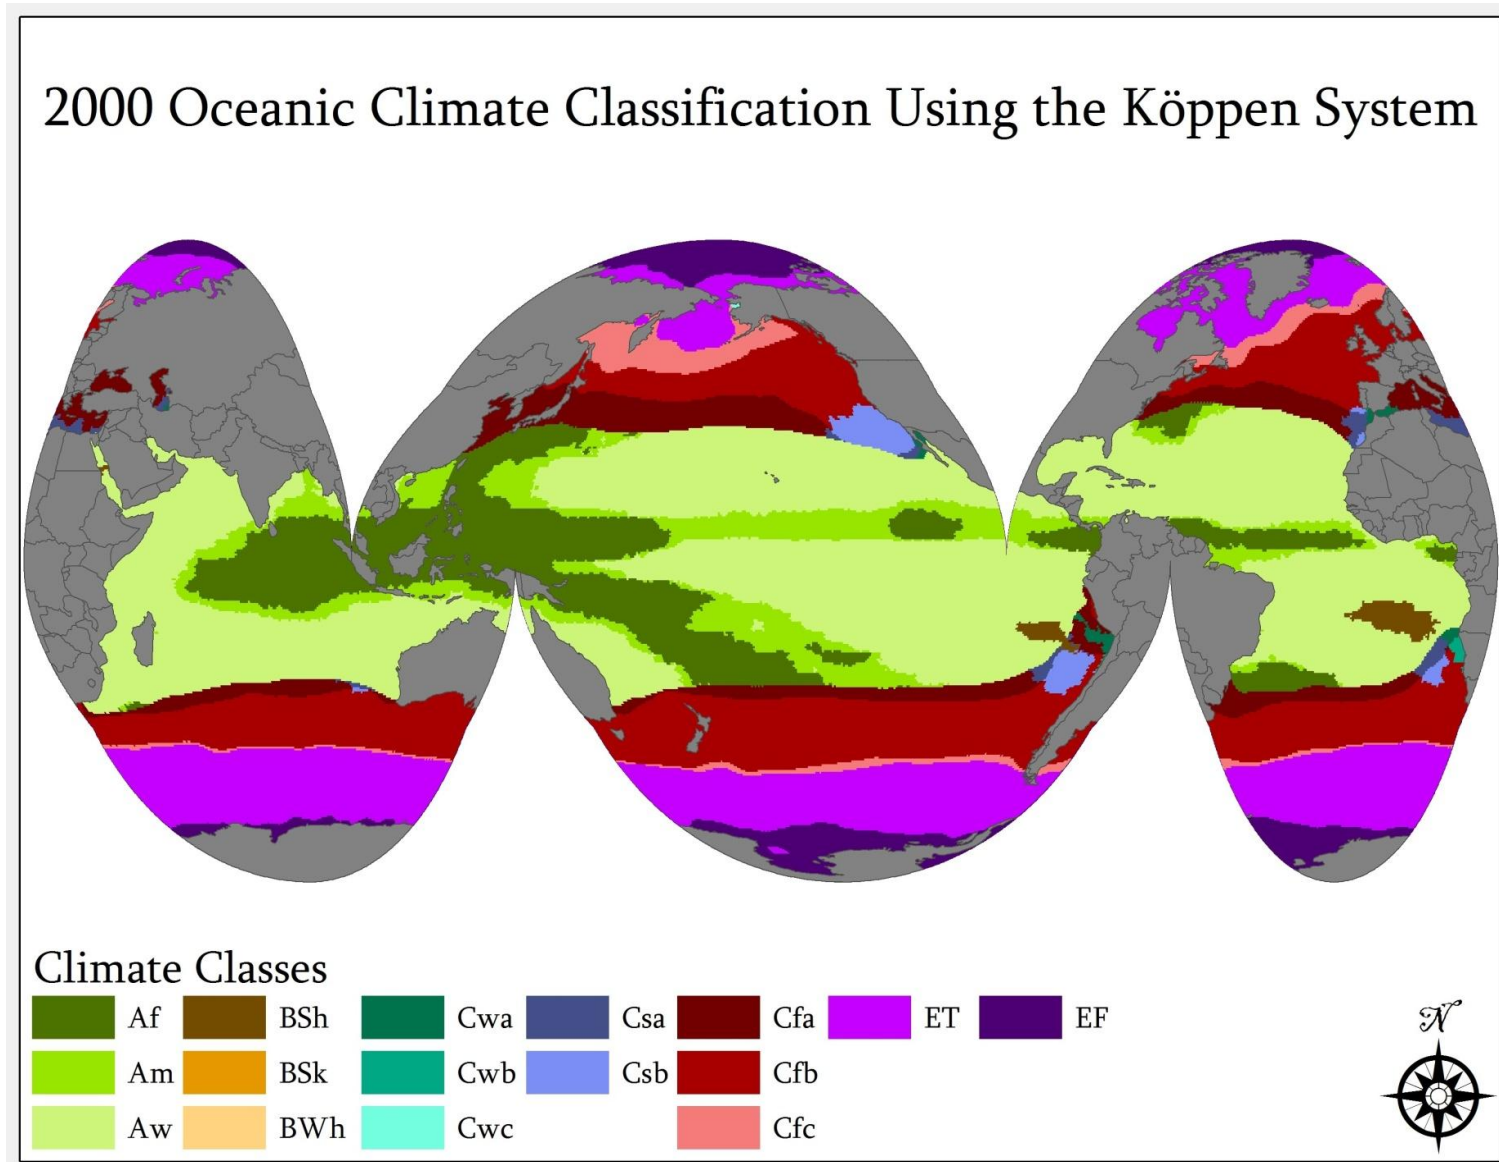 2000 Oceanic Climate Classification Using the Köppen System
Climate Classes
Af BSh Cwa Csa Cfa ET EF
Am BSk Cwb Csb Cfb
Aw BWh Cwc Cfc
N